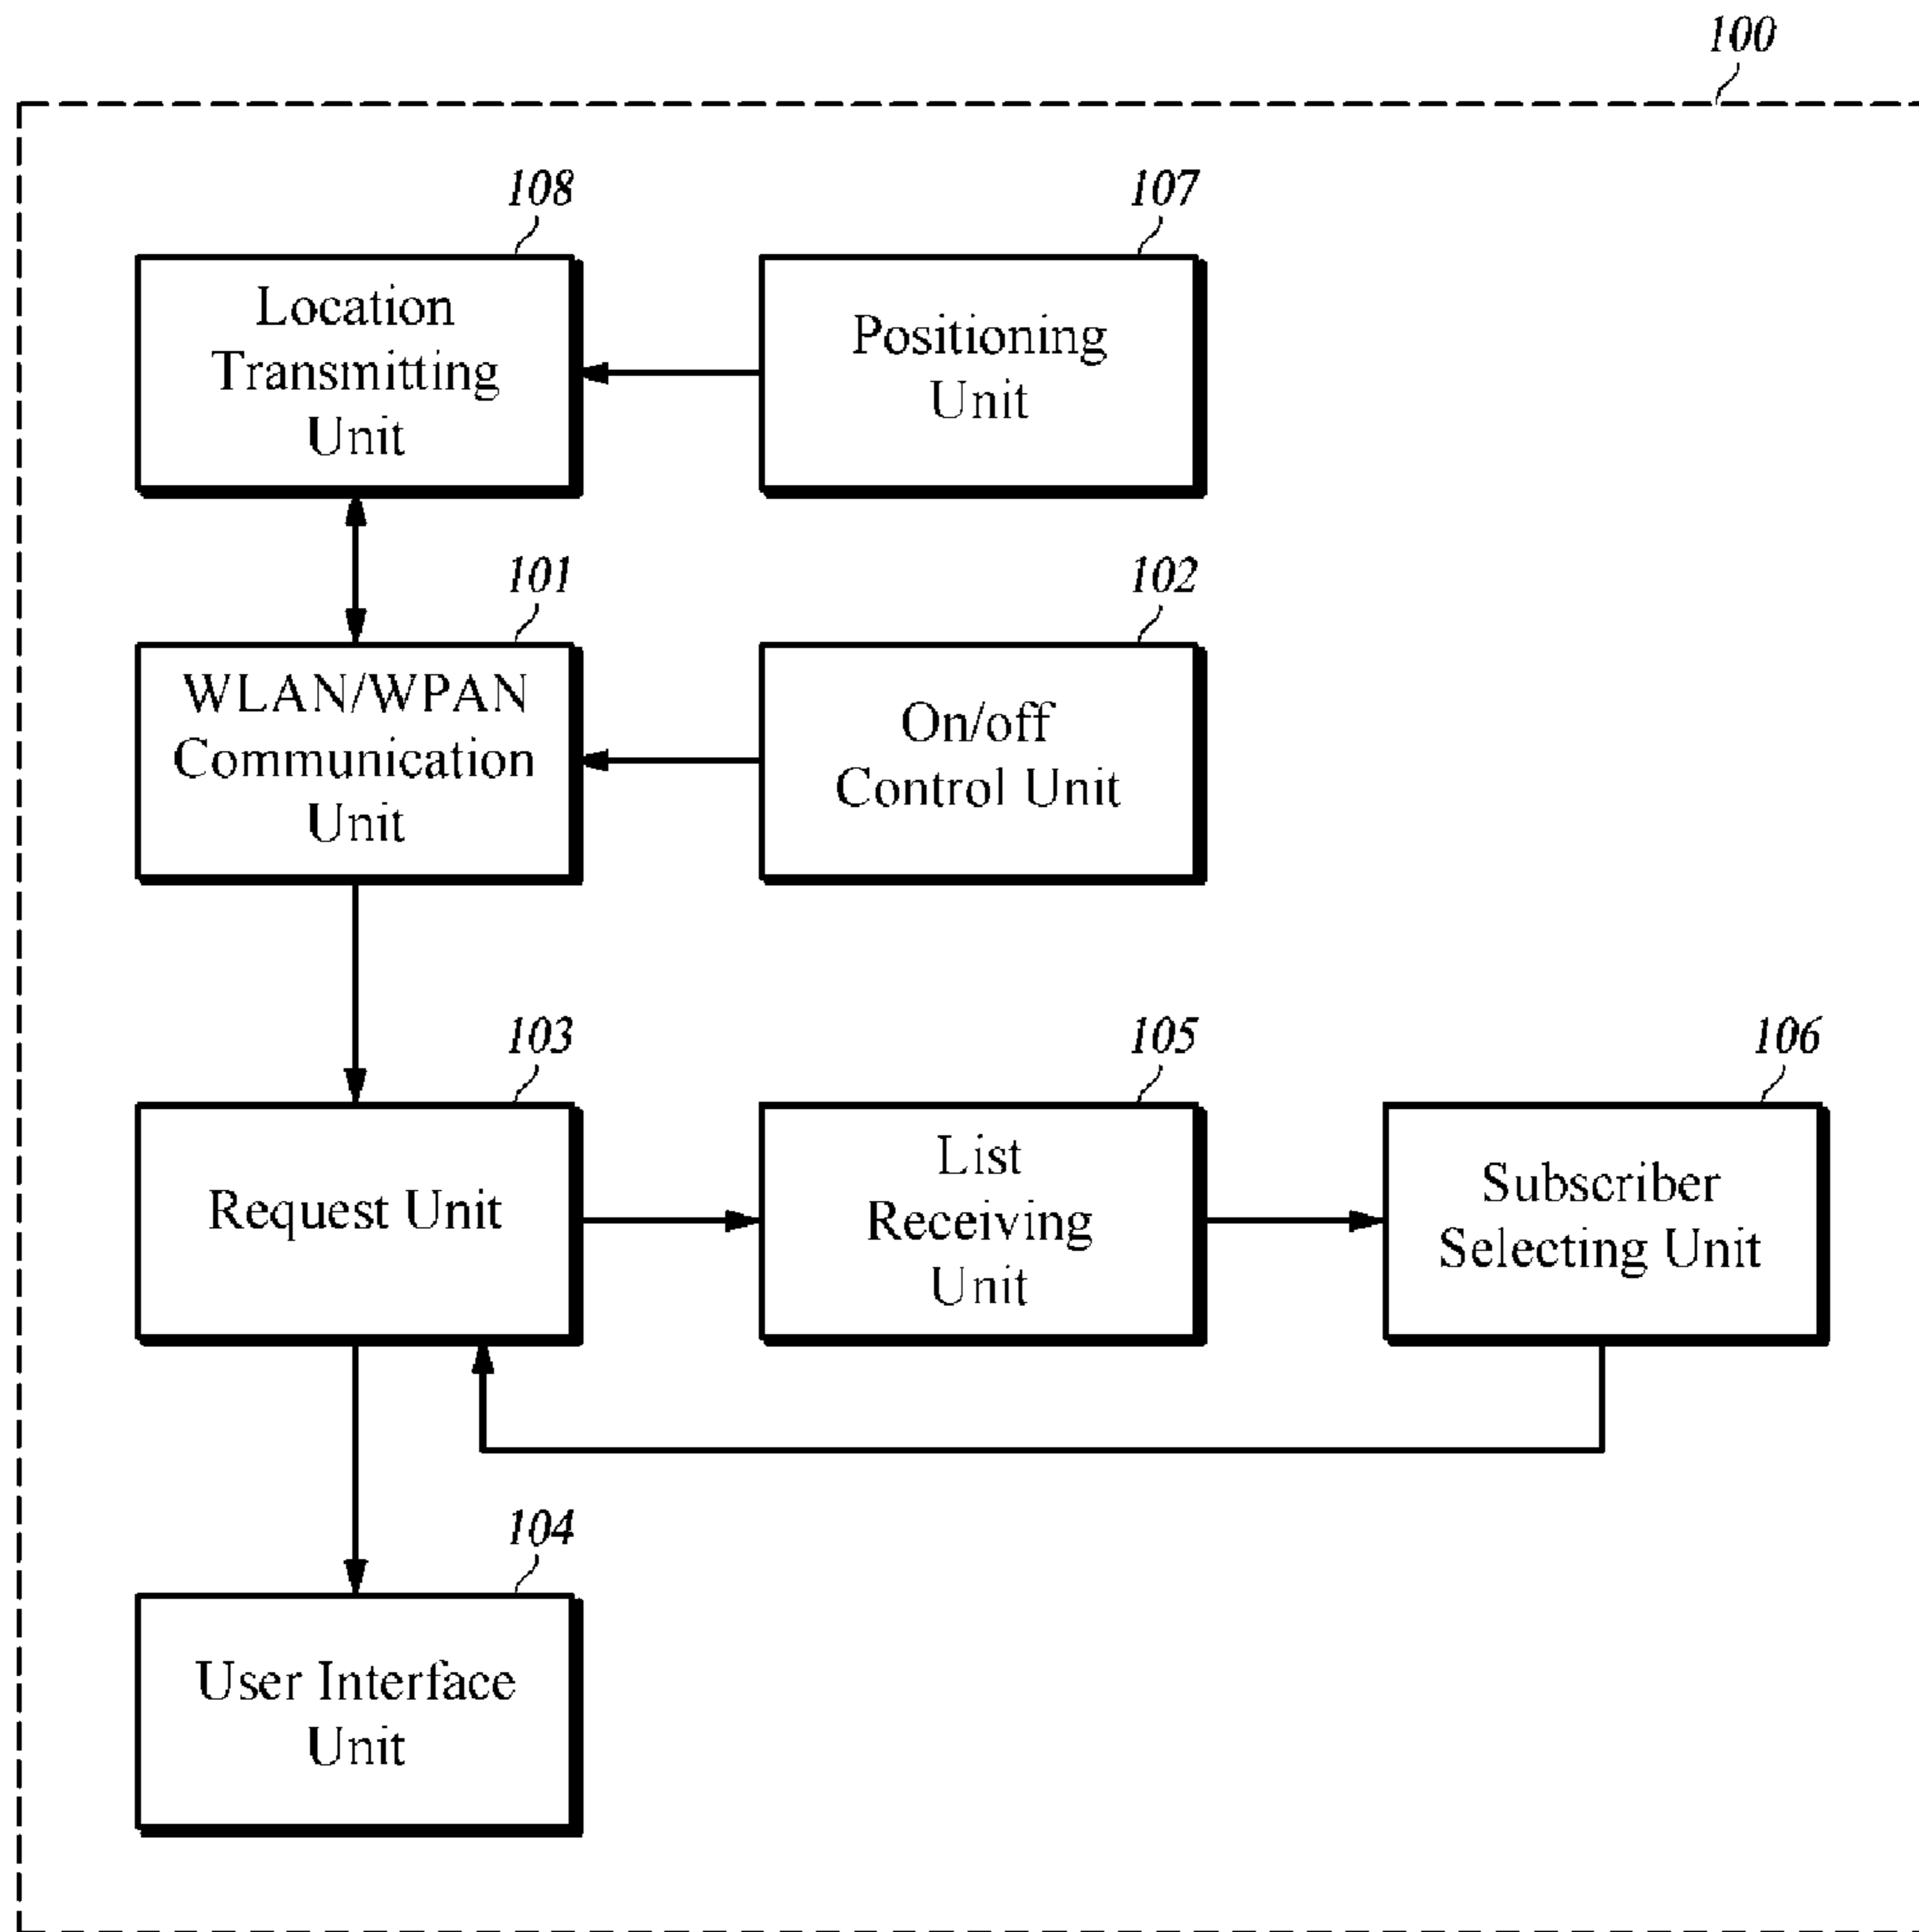 100
108
Location
Transmitting
Unit
107
Positioning
Unit
101
WLAN/WPAN
Communication
Unit
102
On/off
Control Unit
103
Request Unit
105
List
Receiving
Unit
106
Subscriber
Selecting Unit
104
User Interface
Unit